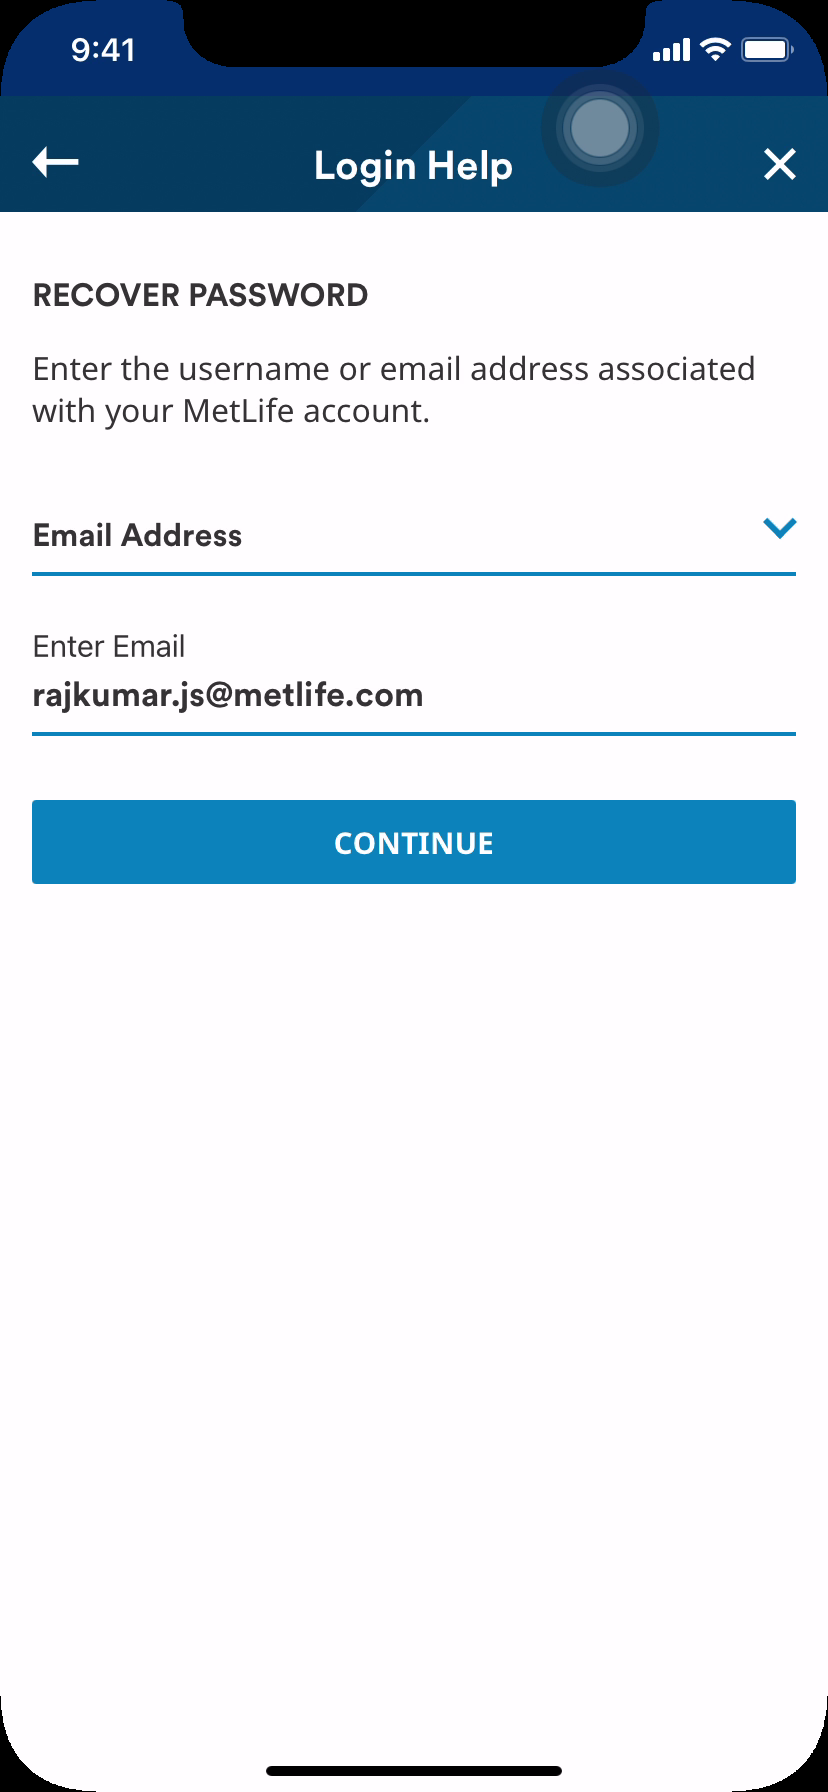 9:41
Login Help
RECOVER PASSWORD
Enter the username or email address associated
with your MetLife account.
Email Address
Enter Email
rajkumar.js@metlife.com
CONTINUE